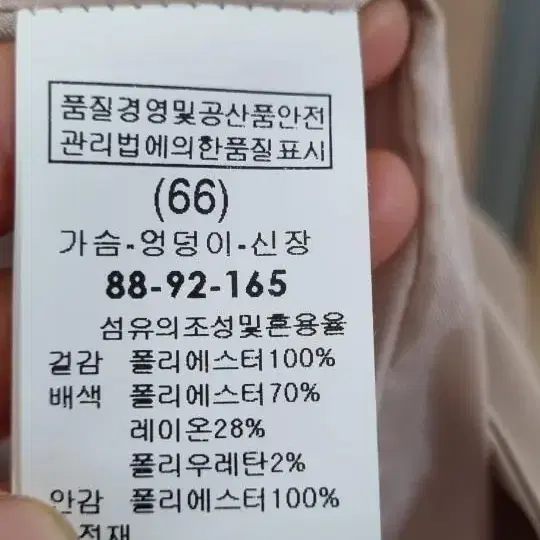 품질경영및공산품안전
관리법에의한품질표시
(66)
가슴-엉덩이-신장
88-92-165
섬유의조성및혼용율
겉감 폴리에스터100%
배색 폴리에스터70%
레이온28%
폴리우레탄2%
안감 폴리에스터100%